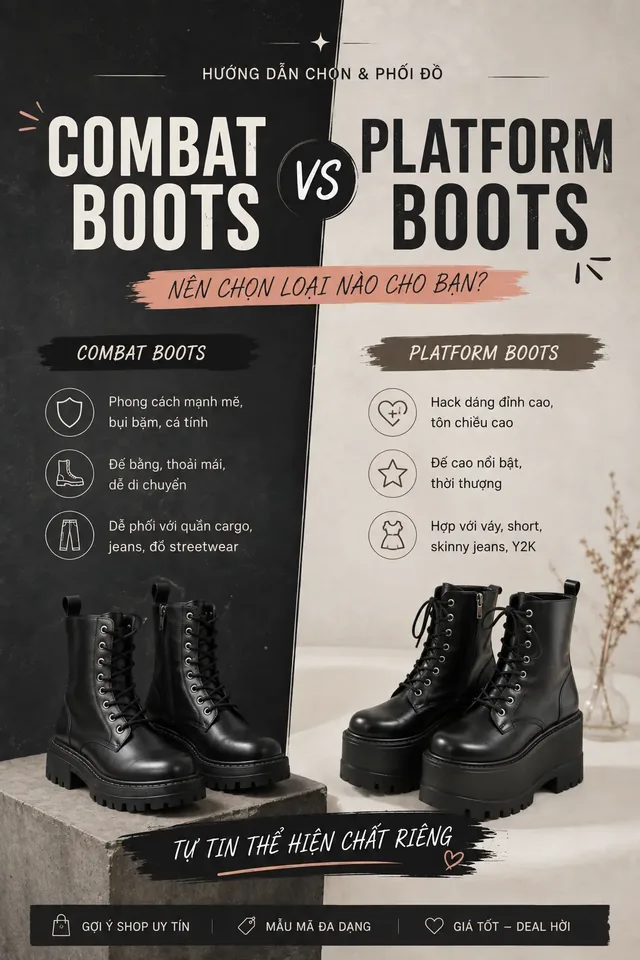 HƯỚNG DẪN CHỌN & PHỐI ĐỒ
COMBAT
BOOTS
VS
PLATFORM
BOOTS
NÊN CHỌN LOẠI NÀO CHO BẠN?
COMBAT BOOTS
Phong cách mạnh mẽ,
bụi bặm, cá tính
Đế bằng, thoải mái,
dễ di chuyển
Dễ phối với quần cargo,
jeans, đồ streetwear
PLATFORM BOOTS
Hack dáng đỉnh cao,
tôn chiều cao
Đế cao nổi bật,
thời thượng
Hợp với váy, short,
skinny jeans, Y2K
TỰ TIN THỂ HIỆN CHẤT RIÊNG
GỢI Ý SHOP UY TÍN
MẪU MÃ ĐA DẠNG
GIÁ TỐT – DEAL HỜI